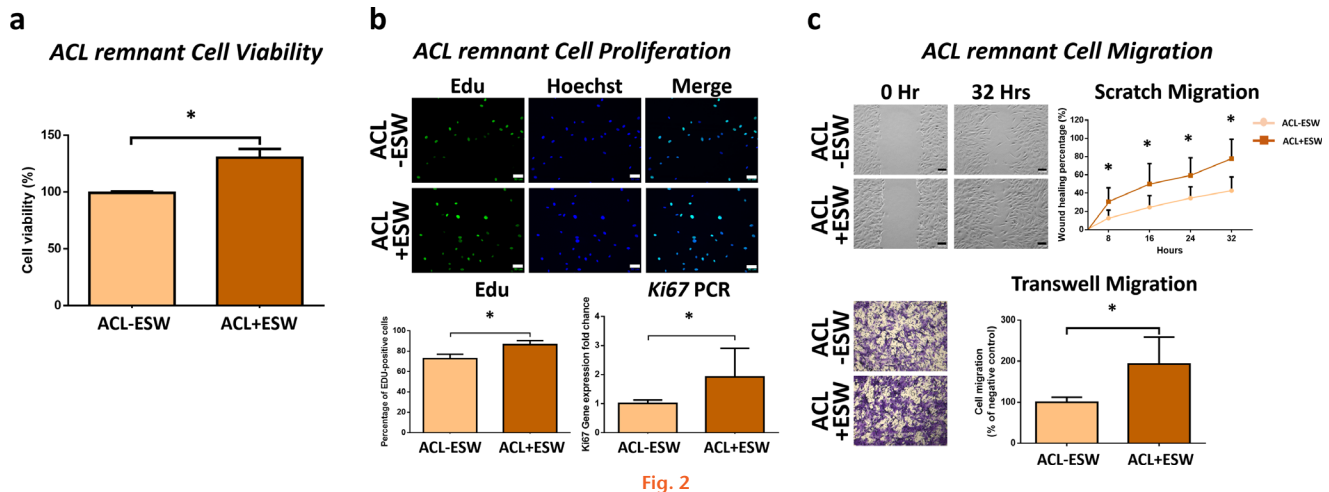 a
ACL remnant Cell Viability
*
150
100
50
0
Cell viability (%)
ACL-ESW
ACL+ESW
b
ACL remnant Cell Proliferation
Edu
Hoechst
Merge
ACL
-ESW
ACL
+ESW
Edu
*
100
80
60
40
20
0
Percentage of EDU-positive cells
ACL-ESW
ACL+ESW
Ki67 PCR
*
4
3
2
1
0
Ki67 Gene expression fold chance
ACL-ESW
ACL+ESW
c
ACL remnant Cell Migration
0 Hr
32 Hrs
ACL
-ESW
ACL
+ESW
Scratch Migration
ACL-ESW
ACL+ESW
100
80
60
40
20
0
Wound healing percentage (%)
*
*
*
*
8
16
24
32
Hours
Transwell Migration
ACL
-ESW
ACL
+ESW
*
300
200
100
0
Cell migration
(% of negative control)
ACL-ESW
ACL+ESW
Fig. 2